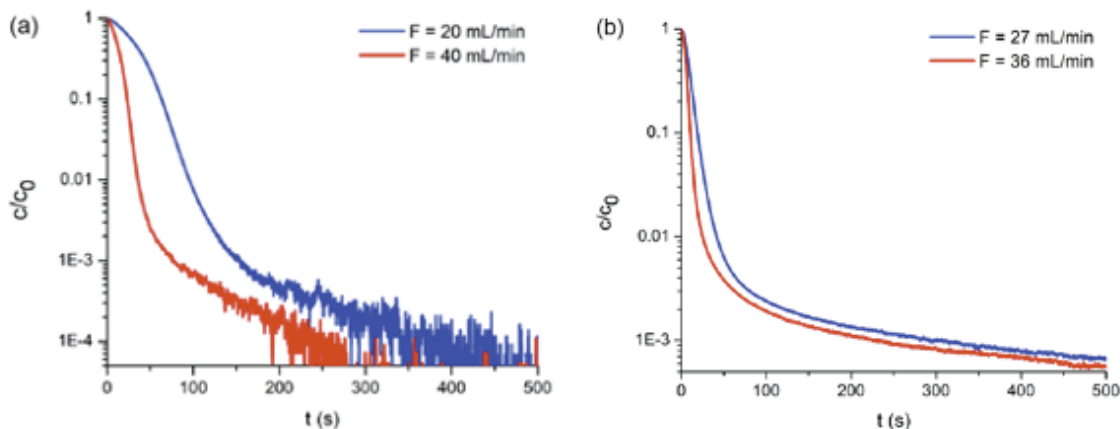 (a)
F = 20 mL/min
F = 40 mL/min
c/c₀
1
0.1
0.01
1E-3
1E-4
0 100 200 300 400 500
t (s)
(b)
F = 27 mL/min
F = 36 mL/min
c/c₀
1
0.1
0.01
1E-3
0 100 200 300 400 500
t (s)